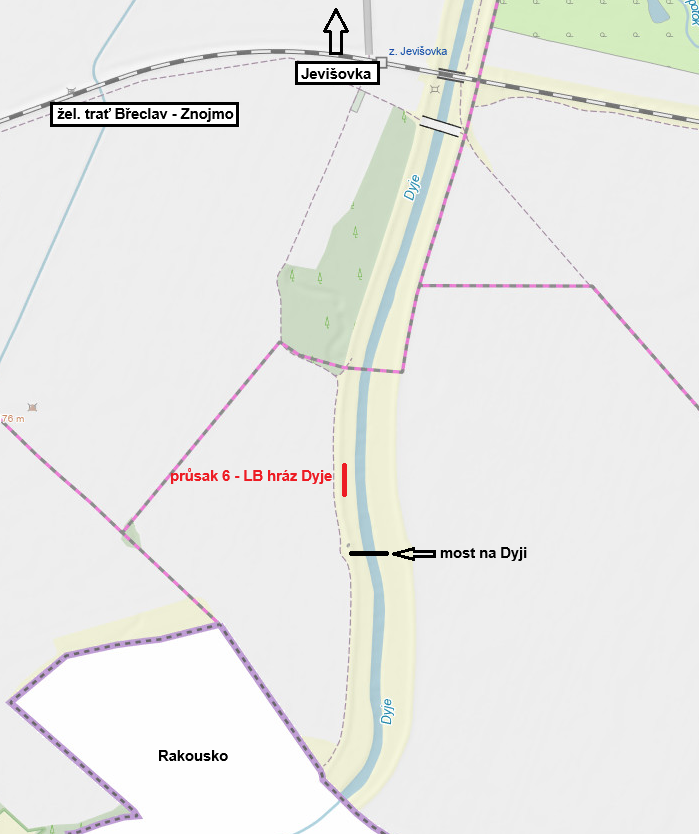 z. Jevišovka
Jevišovka
žel. trať Břeclav - Znojmo
Dyje
76 m
průsak 6 - LB hráz Dyje
most na Dyji
Dyje
Rakousko